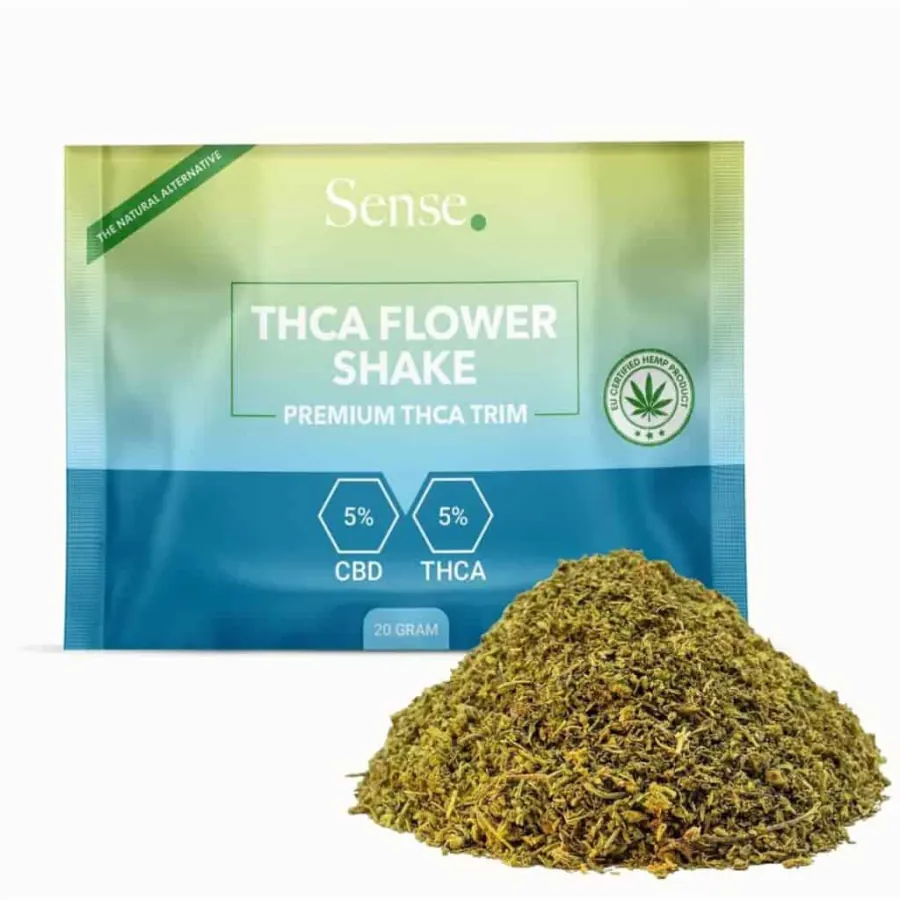 THE NATURAL ALTERNATIVE
Sense.
THCA FLOWER
SHAKE
PREMIUM THCA TRIM
EU CERTIFIED HEMP PRODUCT
5%
5%
CBD
THCA
20 GRAM